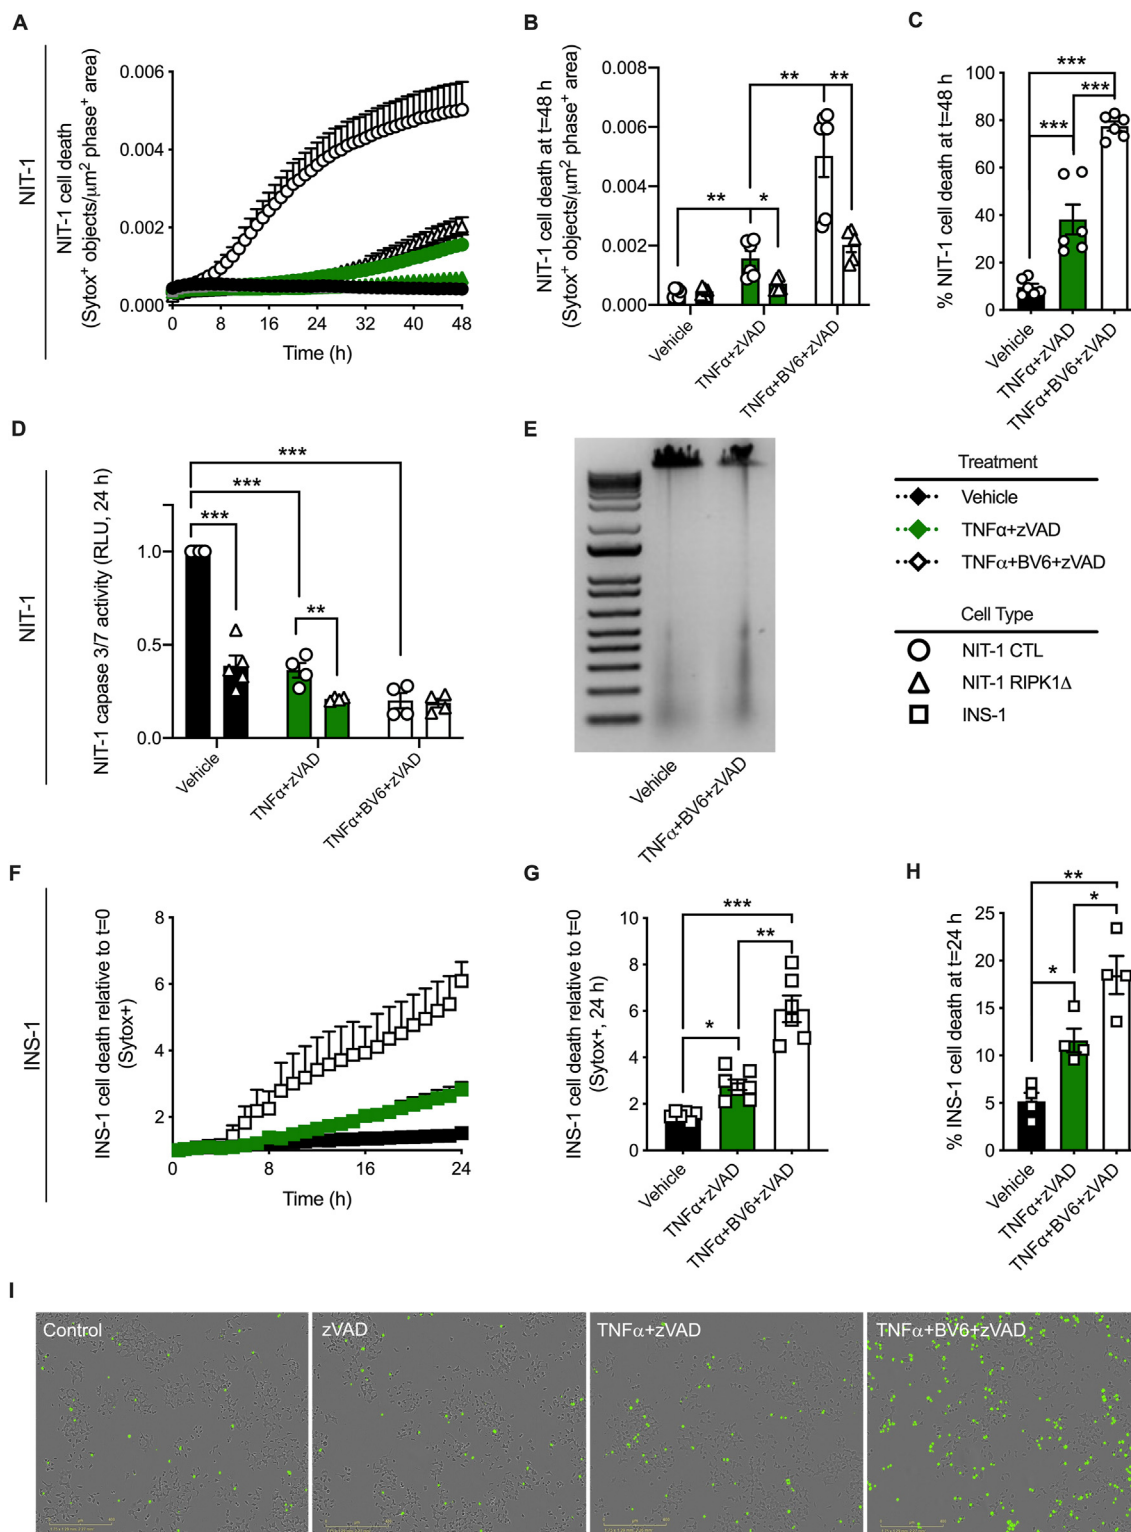 A
NIT-1
NIT-1 cell death
(Sytox+ objects/μm2 phase+ area)
0.006
0.004
0.002
0.000
0 8 16 24 32 40 48
Time (h)
B
NIT-1 cell death at t=48 h
(Sytox+ objects/μm2 phase+ area)
0.008
0.006
0.004
0.002
0.000
** **
** *
Vehicle
TNFα+zVAD
TNFα+BV6+zVAD
C
% NIT-1 cell death at t=48 h
100
80
60
40
20
0
***
***
***
Vehicle
TNFα+zVAD
TNFα+BV6+zVAD
D
NIT-1
NIT-1 capase 3/7 activity (RLU, 24 h)
1.0
0.5
0.0
***
***
***
**
Vehicle
TNFα+zVAD
TNFα+BV6+zVAD
E
Vehicle
TNFα+BV6+zVAD
Treatment
Vehicle
TNFα+zVAD
TNFα+BV6+zVAD
Cell Type
NIT-1 CTL
NIT-1 RIPK1Δ
INS-1
F
INS-1
INS-1 cell death relative to t=0
(Sytox+)
8
6
4
2
0 8 16 24
Time (h)
G
INS-1 cell death relative to t=0
(Sytox+, 24 h)
10
8
6
4
2
0
***
**
*
Vehicle
TNFα+zVAD
TNFα+BV6+zVAD
H
% INS-1 cell death at t=24 h
25
20
15
10
5
0
**
*
*
Vehicle
TNFα+zVAD
TNFα+BV6+zVAD
I
Control
zVAD
TNFα+zVAD
TNFα+BV6+zVAD